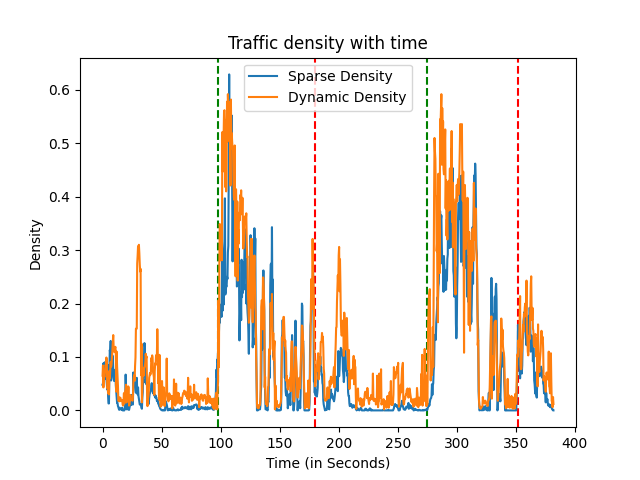 Traffic density with time
Sparse Density
Dynamic Density
Density
0.6
0.5
0.4
0.3
0.2
0.1
0.0
0 50 100 150 200 250 300 350 400
Time (in Seconds)